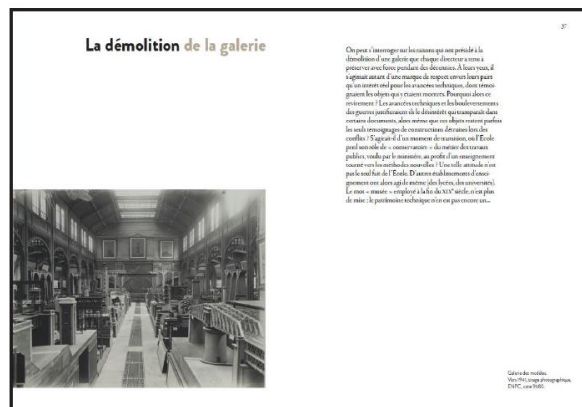 37
La démolition de la galerie
On peut s'interroger sur les raisons qui ont présidé à la
démolition d'une galerie que chaque directeur a tenu à
préserver avec force pendant des décennies. À leurs yeux, il
s'agissait autant d'une marque de respect envers leurs pairs
qu'un intérêt réel pour les avancées techniques, dont témoi-
gnaient les objets qui y étaient montrés. Pourquoi alors ce
revirement ? Les avancées techniques et les bouleversements
des guerres justifieraient-ils le désintérêt qui transparaît dans
certains documents, alors même que ces objets restent parfois
les seuls témoignages de constructions détruites lors des
conflits ? S'agirait-il d'un moment de transition, où l'École
perd son rôle de « conservatoire » du métier des travaux
publics, voulu par le ministère, au profit d'un enseignement
tourné vers les méthodes nouvelles ? Une telle attitude n'est
pas le seul fait de l'École. D'autres établissements d'ensei-
gnement ont alors agi de même (des lycées, des universités).
Le mot « musée » employé à la fin du XIXe siècle, n'est plus
de mise ; le patrimoine technique n'en est pas encore un...
Galerie des modèles.
Vers 1941, tirage photographique,
ENPC,